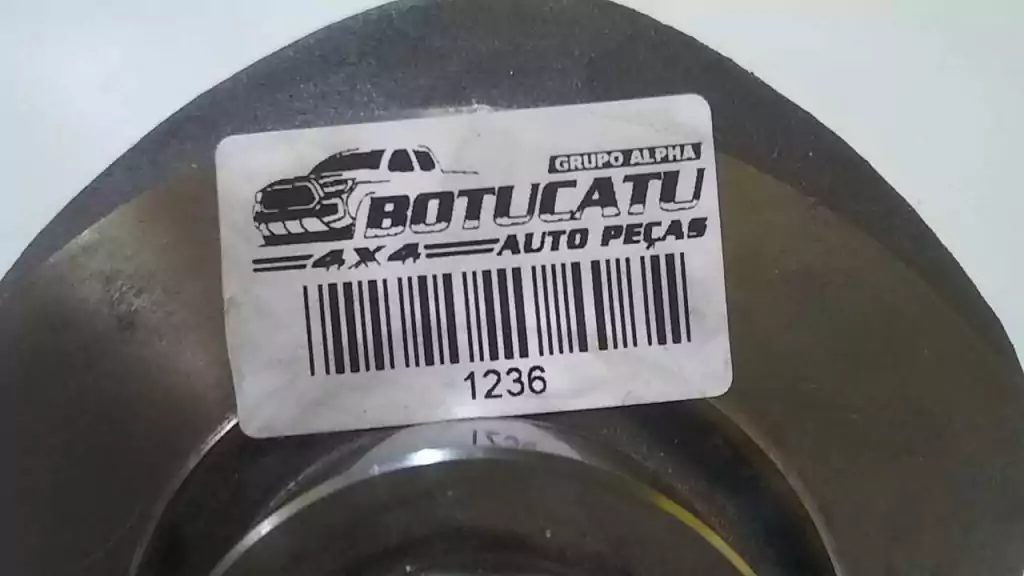 GRUPO ALPHA
BOTUCATU
4X4 AUTO PEÇAS
1236